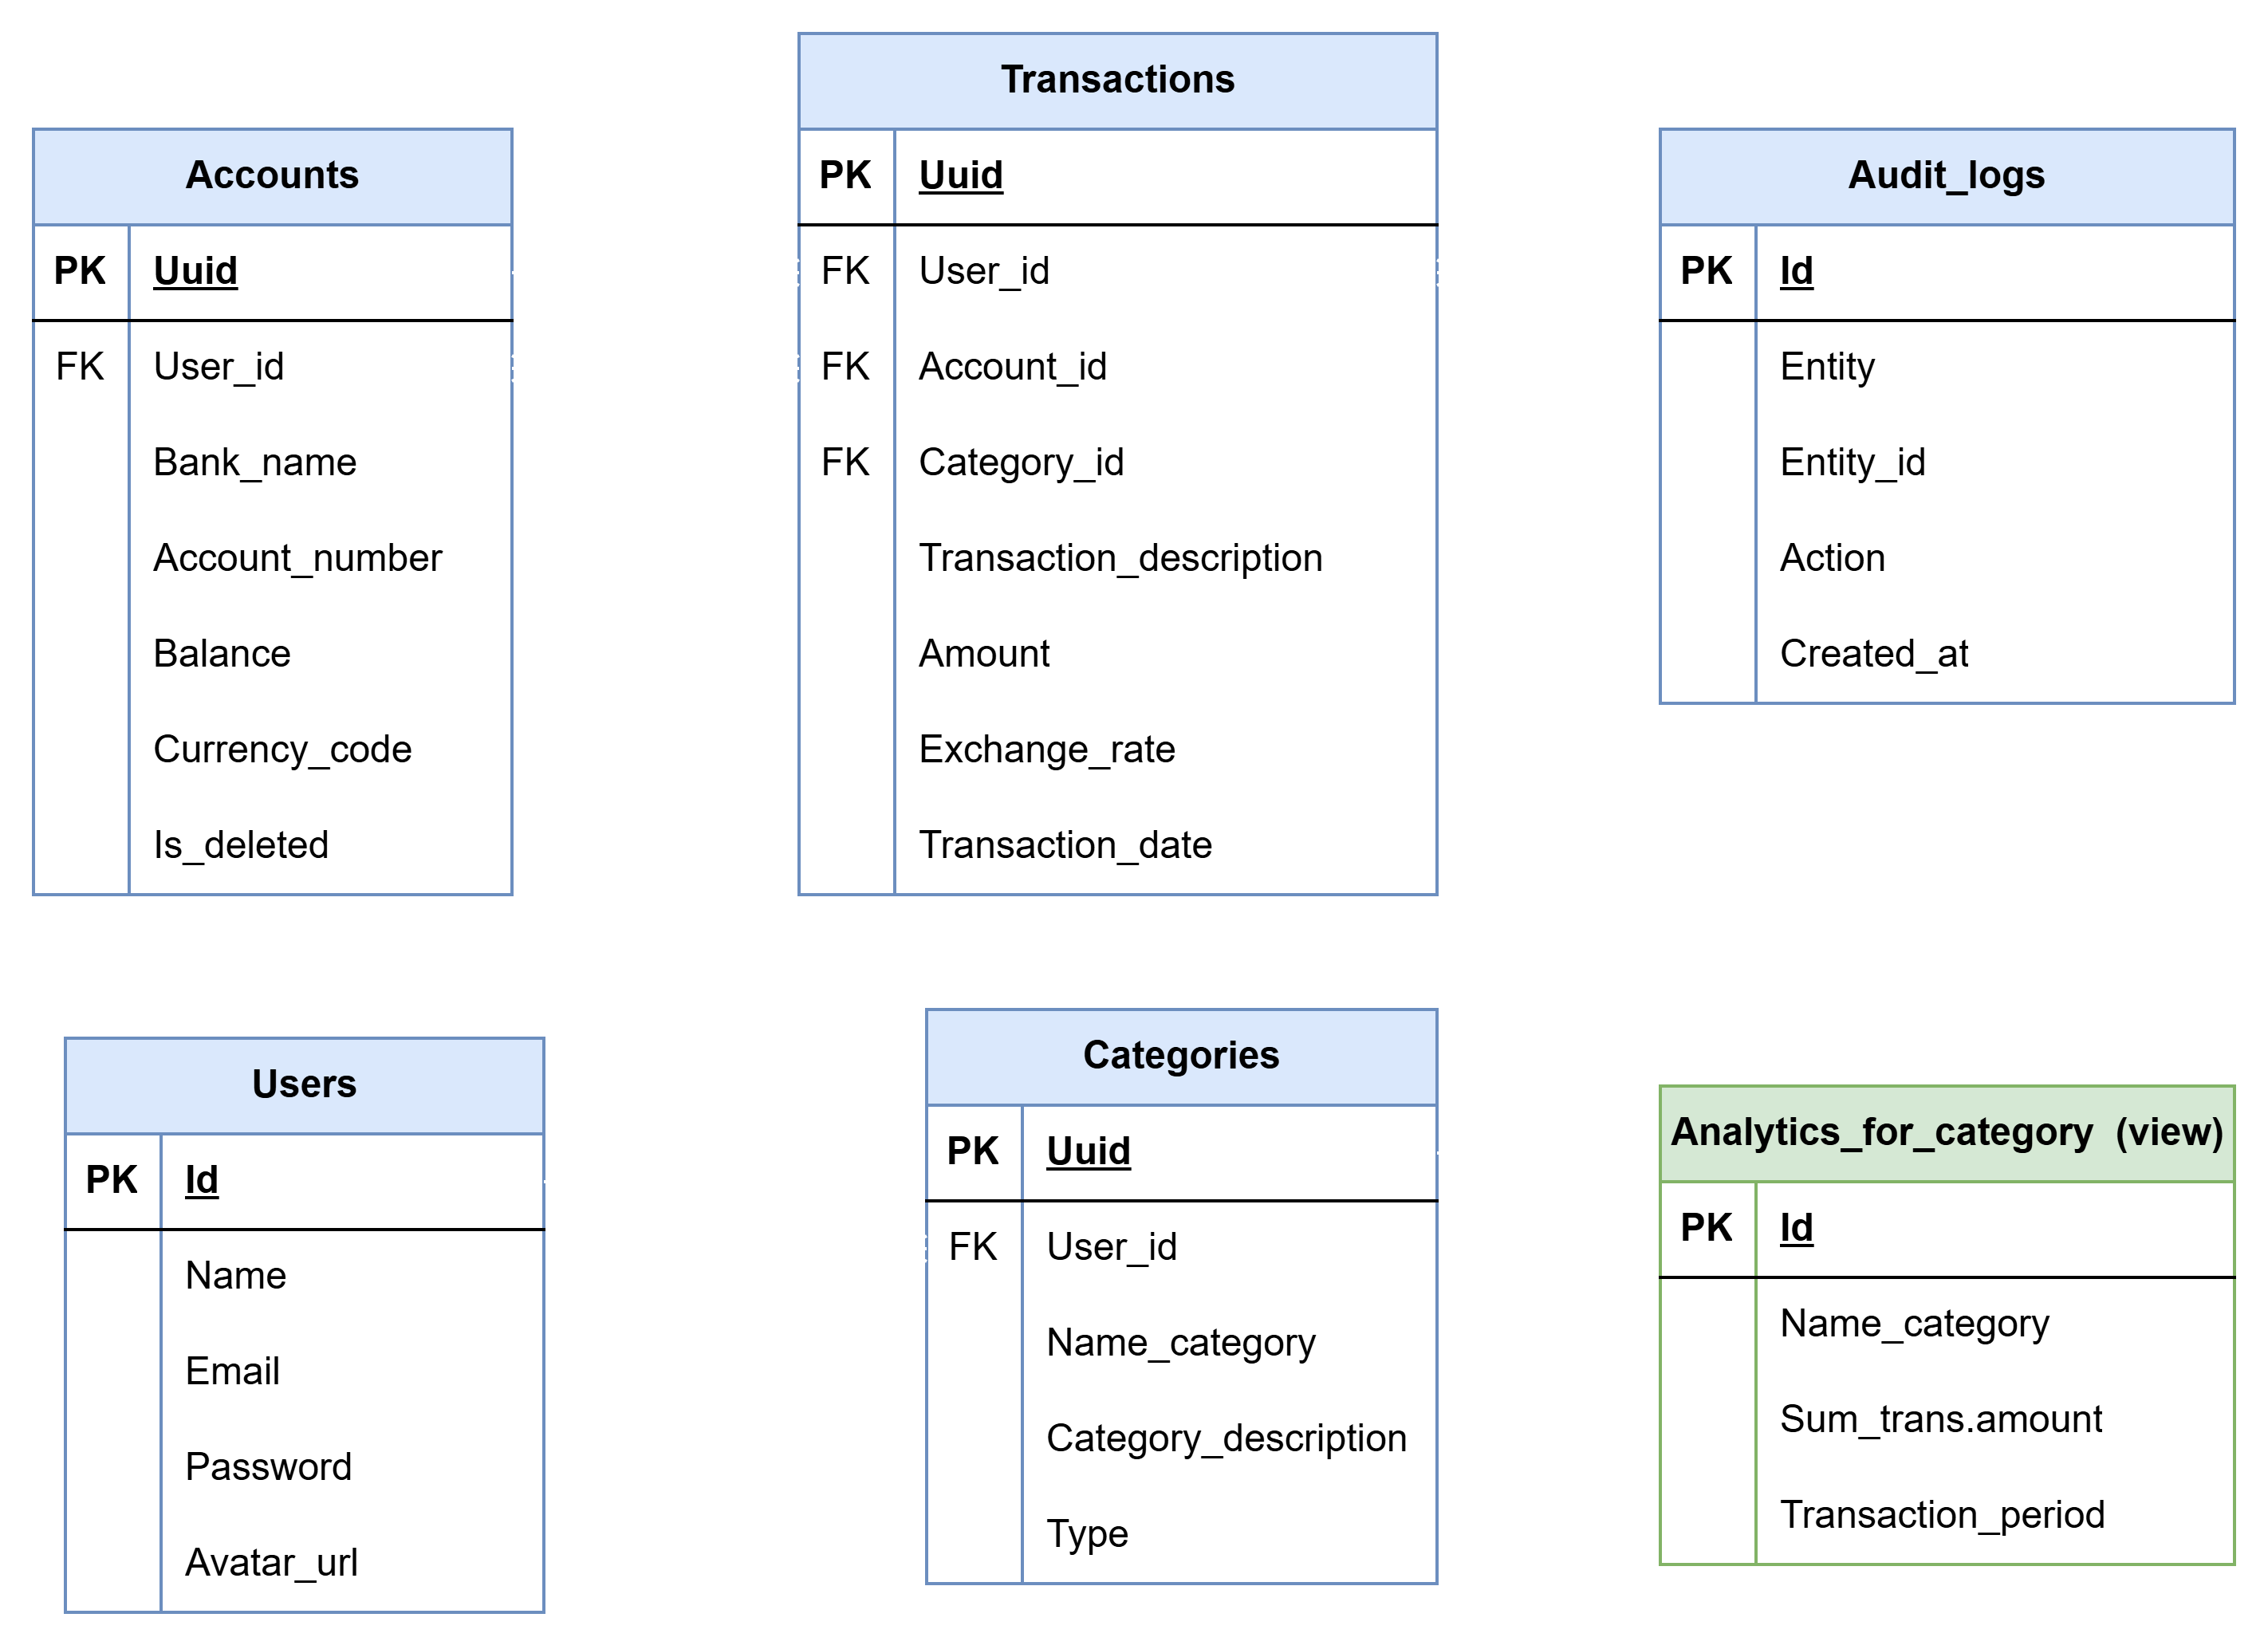 Accounts
PK Uuid
FK User_id
Bank_name
Account_number
Balance
Currency_code
Is_deleted
Transactions
PK Uuid
FK User_id
FK Account_id
FK Category_id
Transaction_description
Amount
Exchange_rate
Transaction_date
Audit_logs
PK Id
Entity
Entity_id
Action
Created_at
Users
PK Id
Name
Email
Password
Avatar_url
Categories
PK Uuid
FK User_id
Name_category
Category_description
Type
Analytics_for_category (view)
PK Id
Name_category
Sum_trans.amount
Transaction_period